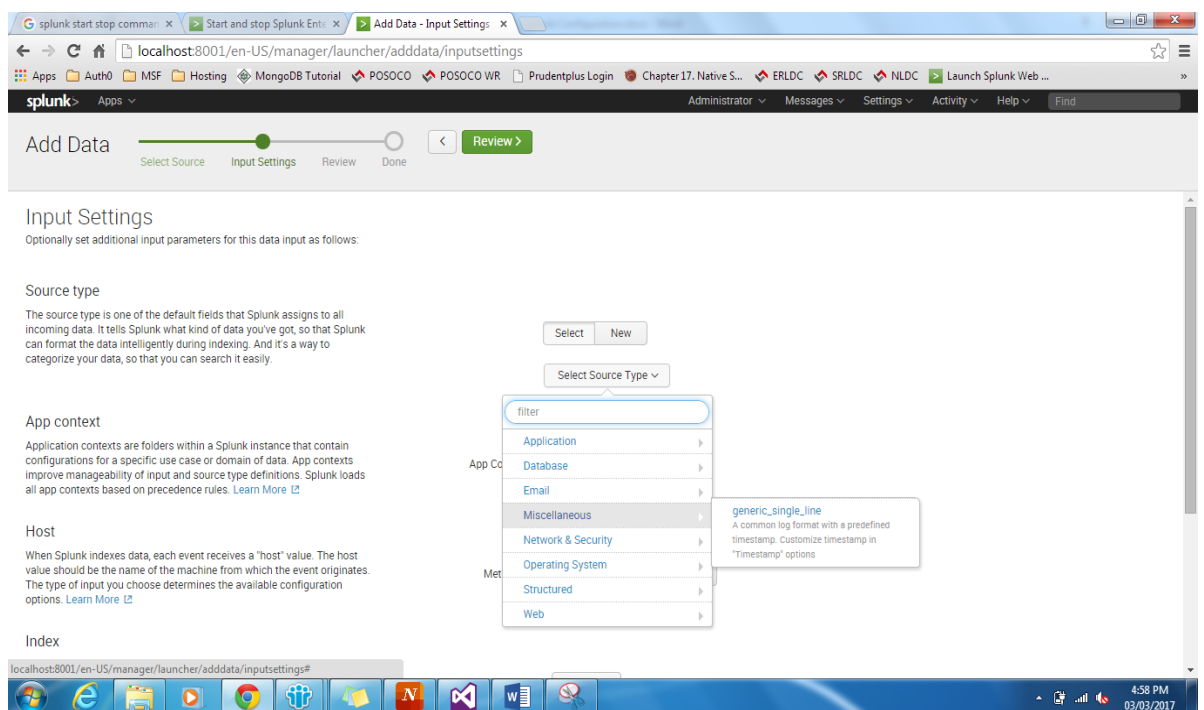 splunk start stop comman
Start and stop Splunk Ente
Add Data - Input Settings
localhost:8001/en-US/manager/launcher/adddata/inputsettings
Apps
Auth0
MSF
Hosting
MongoDB Tutorial
POSOCO
POSOCO WR
Prudentplus Login
Chapter 17. Native S...
ERLDC
SRLDC
NLDC
Launch Splunk Web ...
»
splunk>
Apps
Administrator
Messages
Settings
Activity
Help
Find
Add Data
Select Source
Input Settings
Review
Done
<
Review >
Input Settings
Optionally set additional input parameters for this data input as follows:
Source type
The source type is one of the default fields that Splunk assigns to all
incoming data. It tells Splunk what kind of data you've got, so that Splunk
can format the data intelligently during indexing. And it's a way to
categorize your data, so that you can search it easily.
Select
New
Select Source Type
filter
Application
Database
Email
Miscellaneous
Network & Security
Operating System
Structured
Web
generic_single_line
A common log format with a predefined
timestamp. Customize timestamp in
"Timestamp" options
App context
Application contexts are folders within a Splunk instance that contain
configurations for a specific use case or domain of data. App contexts
improve manageability of input and source type definitions. Splunk loads
all app contexts based on precedence rules. Learn More
App Co
Host
When Splunk indexes data, each event receives a "host" value. The host
value should be the name of the machine from which the event originates.
The type of input you choose determines the available configuration
options. Learn More
Met
Index
localhost:8001/en-US/manager/launcher/adddata/inputsettings#
N
W
4:58 PM
03/03/2017